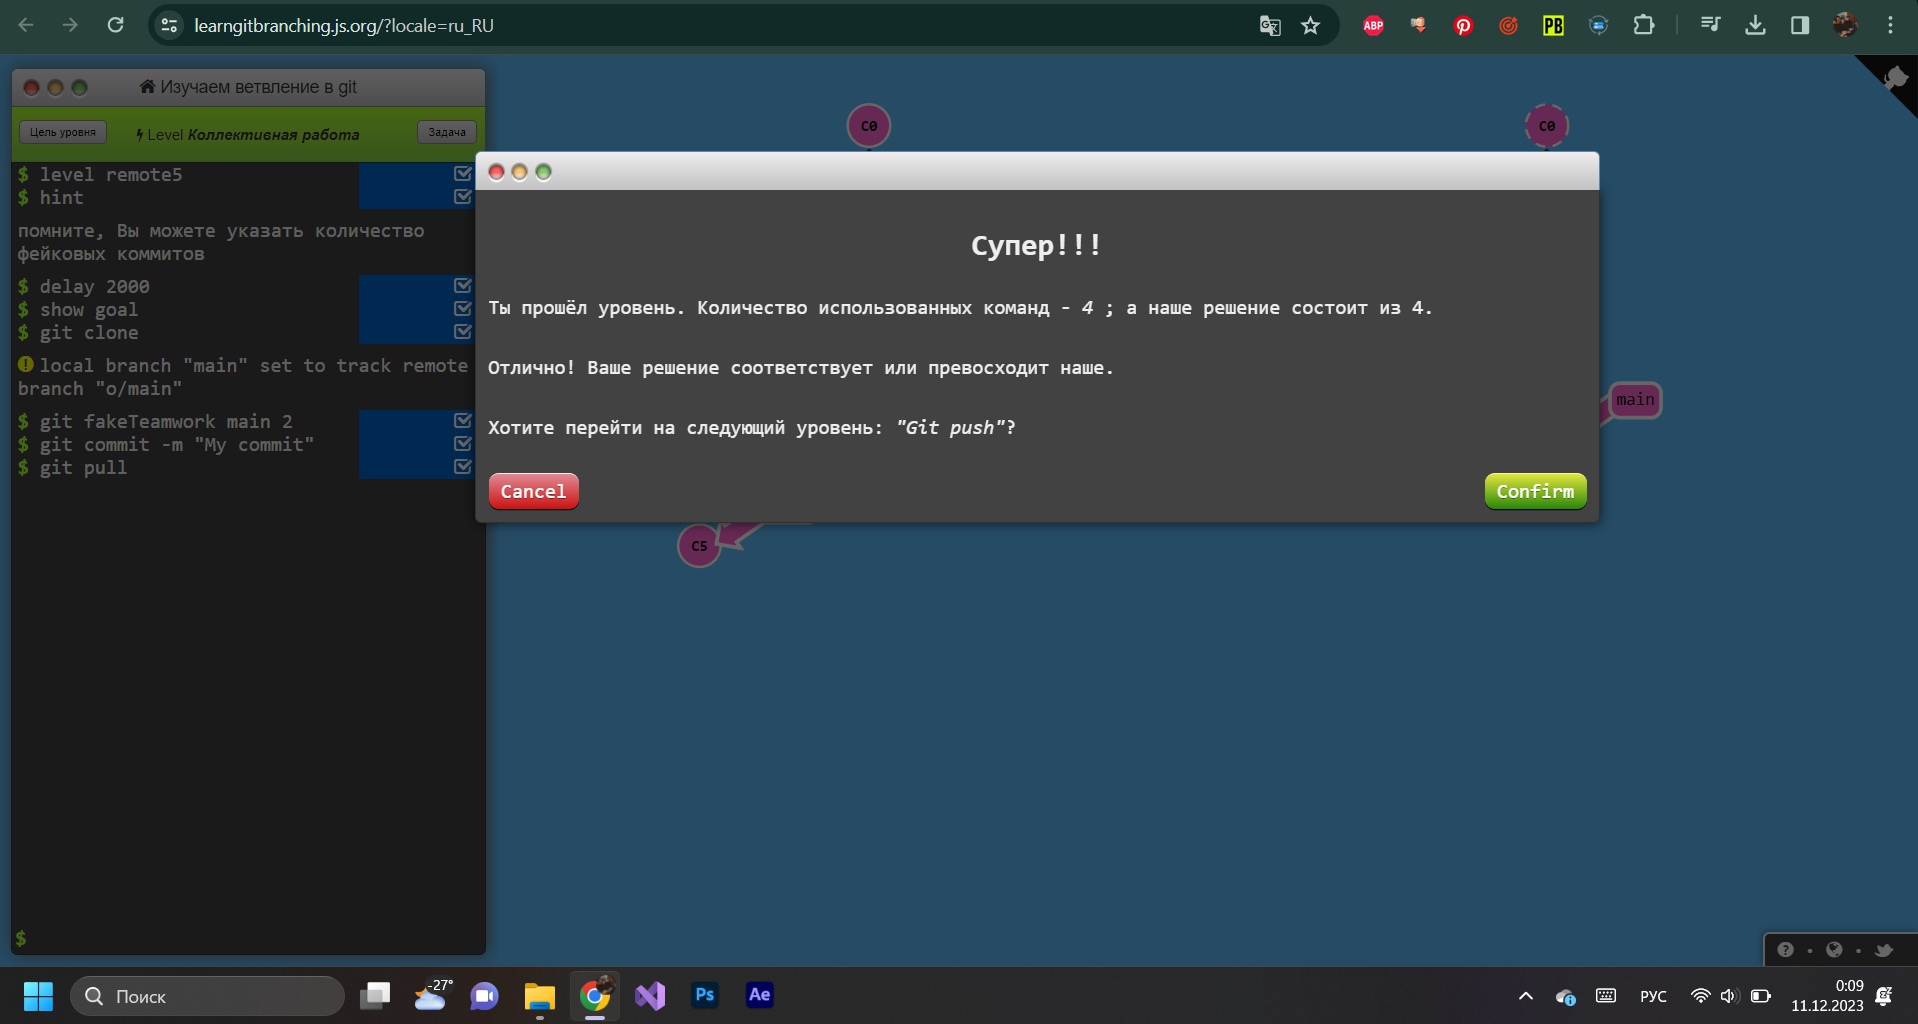 learngitbranching.js.org/?locale=ru_RU
ABP
PB
Изучаем ветвление в git
Цель уровня
Level Коллективная работа
Задача
$ level remote5
$ hint
помните, Вы можете указать количество
фейковых коммитов
$ delay 2000
$ show goal
$ git clone
local branch "main" set to track remote
branch "o/main"
$ git fakeTeamwork main 2
$ git commit -m "My commit"
$ git pull
$
C0
C0
Супер!!!
Ты прошёл уровень. Количество использованных команд - 4 ; а наше решение состоит из 4.
Отлично! Ваше решение соответствует или превосходит наше.
Хотите перейти на следующий уровень: "Git push"?
Cancel
Confirm
main
C5
Поиск
-27°
Ps
Ae
РУС
0:09
11.12.2023